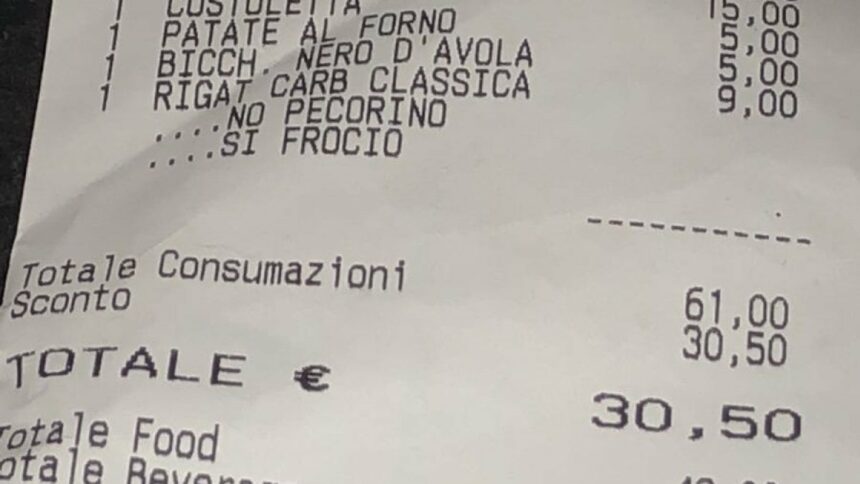 1 COSTOLETTA 15,00
1 PATATE AL FORNO 5,00
1 BICCH. NERO D'AVOLA 5,00
1 RIGAT CARB CLASSICA 9,00
....NO PECORINO
....SI FROCIO
-----------
Totale Consumazioni 61,00
Sconto 30,50
TOTALE € 30,50
Totale Food
Totale